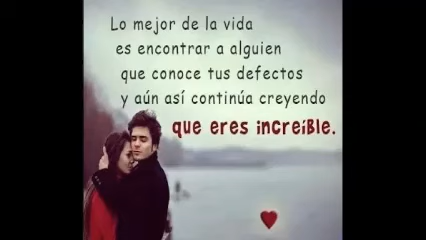 Lo mejor de la vida
es encontrar a alguien
que conoce tus defectos
y aún así continúa creyendo
que eres increíble.